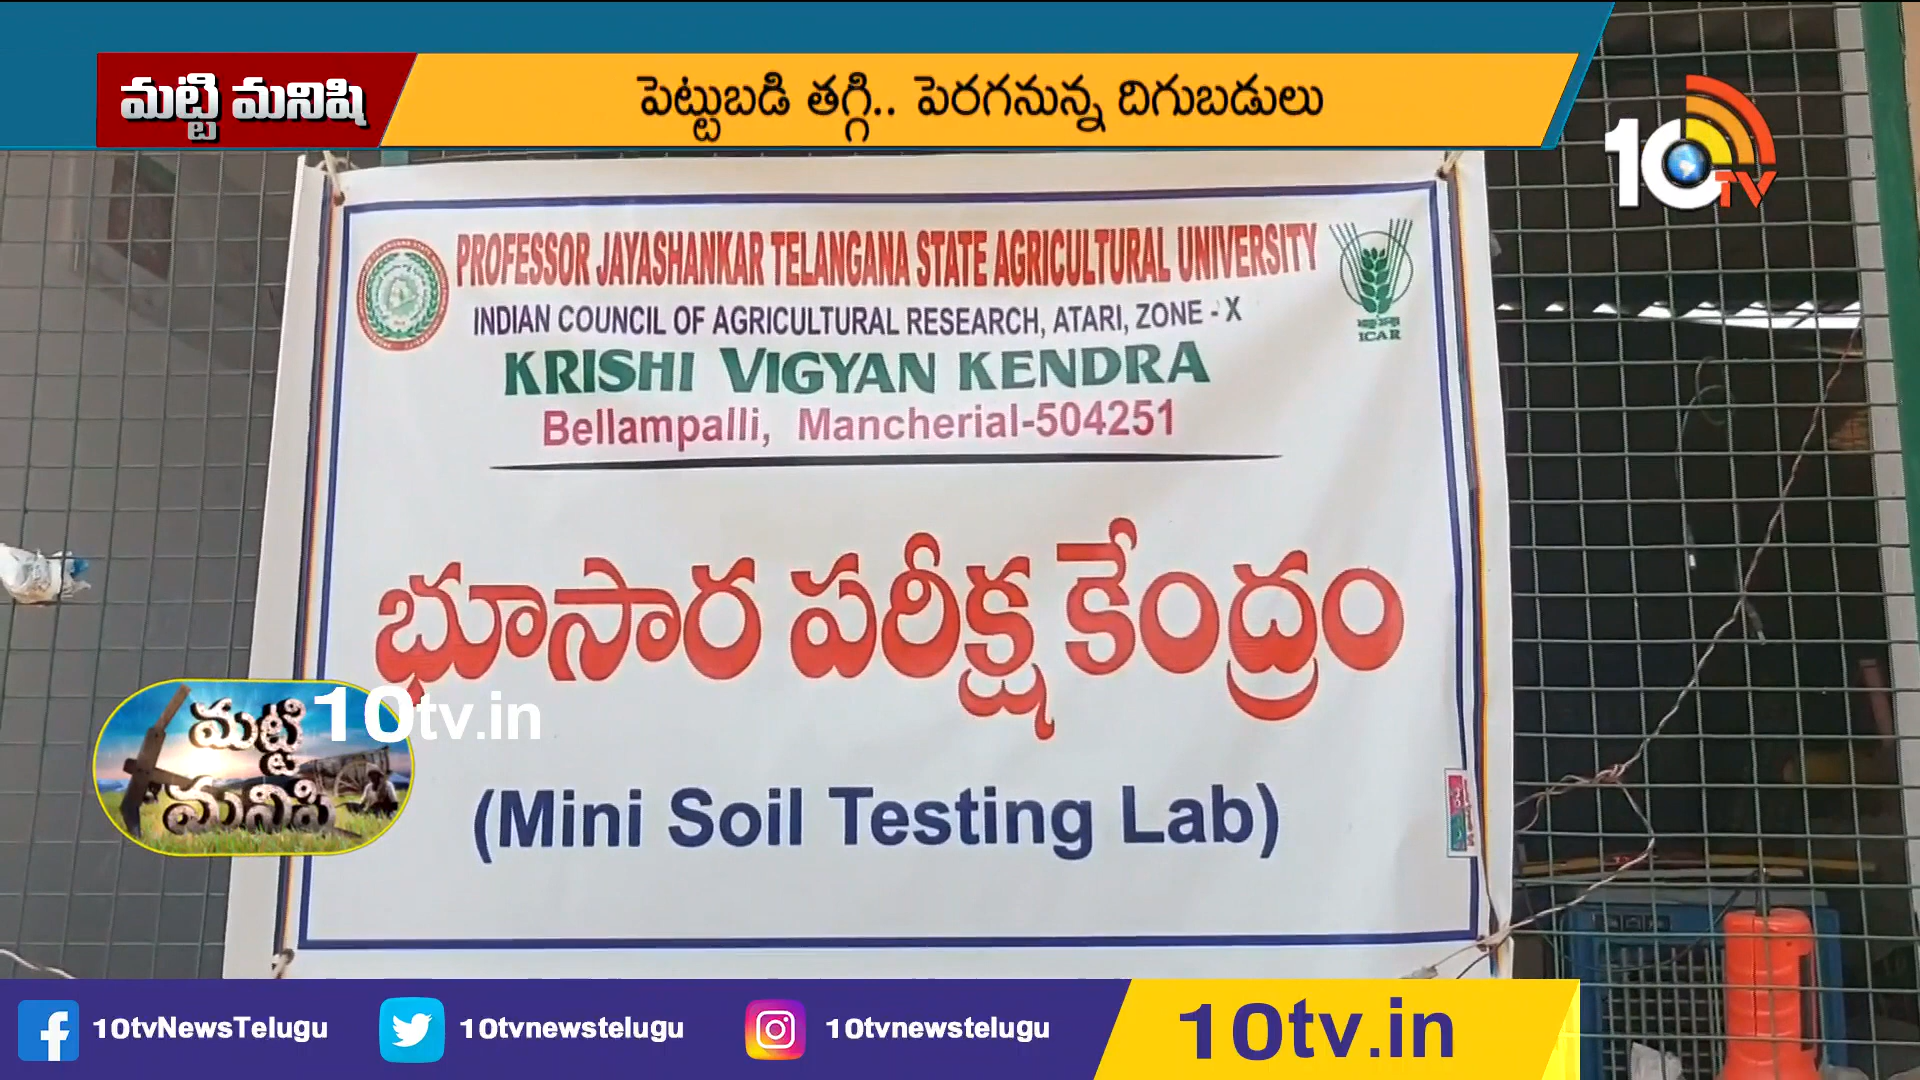 మట్టి మనిషి
పెట్టుబడి తగ్గి.. పెరగనున్న దిగుబడులు
10TV
PROFESSOR JAYASHANKAR TELANGANA STATE AGRICULTURAL UNIVERSITY
INDIAN COUNCIL OF AGRICULTURAL RESEARCH, ATARI, ZONE - X
ICAR
KRISHI VIGYAN KENDRA
Bellampalli, Mancherial-504251
భూసార పరీక్ష కేంద్రం
10tv.in
మట్టి
మనిషి
(Mini Soil Testing Lab)
10tvNewsTelugu
10tvnewstelugu
10tvnewstelugu
10tv.in